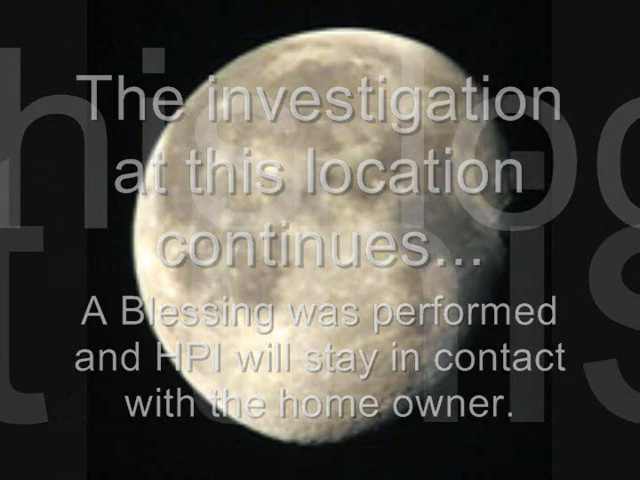 The investigation
at this location
continues...
A Blessing was performed
and HPI will stay in contact
with the home owner.